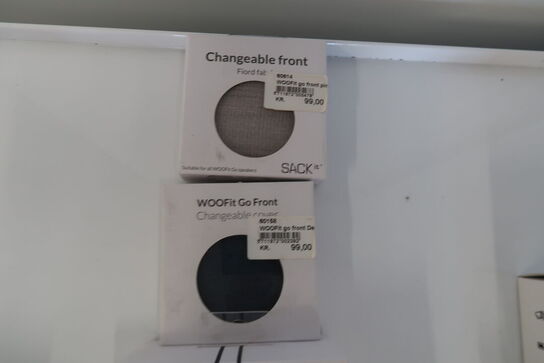 Changeable front
Fiord
60614
WOOFit go front
KR. 99,00
Suitable for all WOOFit Go speakers
SACK it
WOOFit Go Front
Changeable cover
60158
WOOFit go front De
KR. 99,00